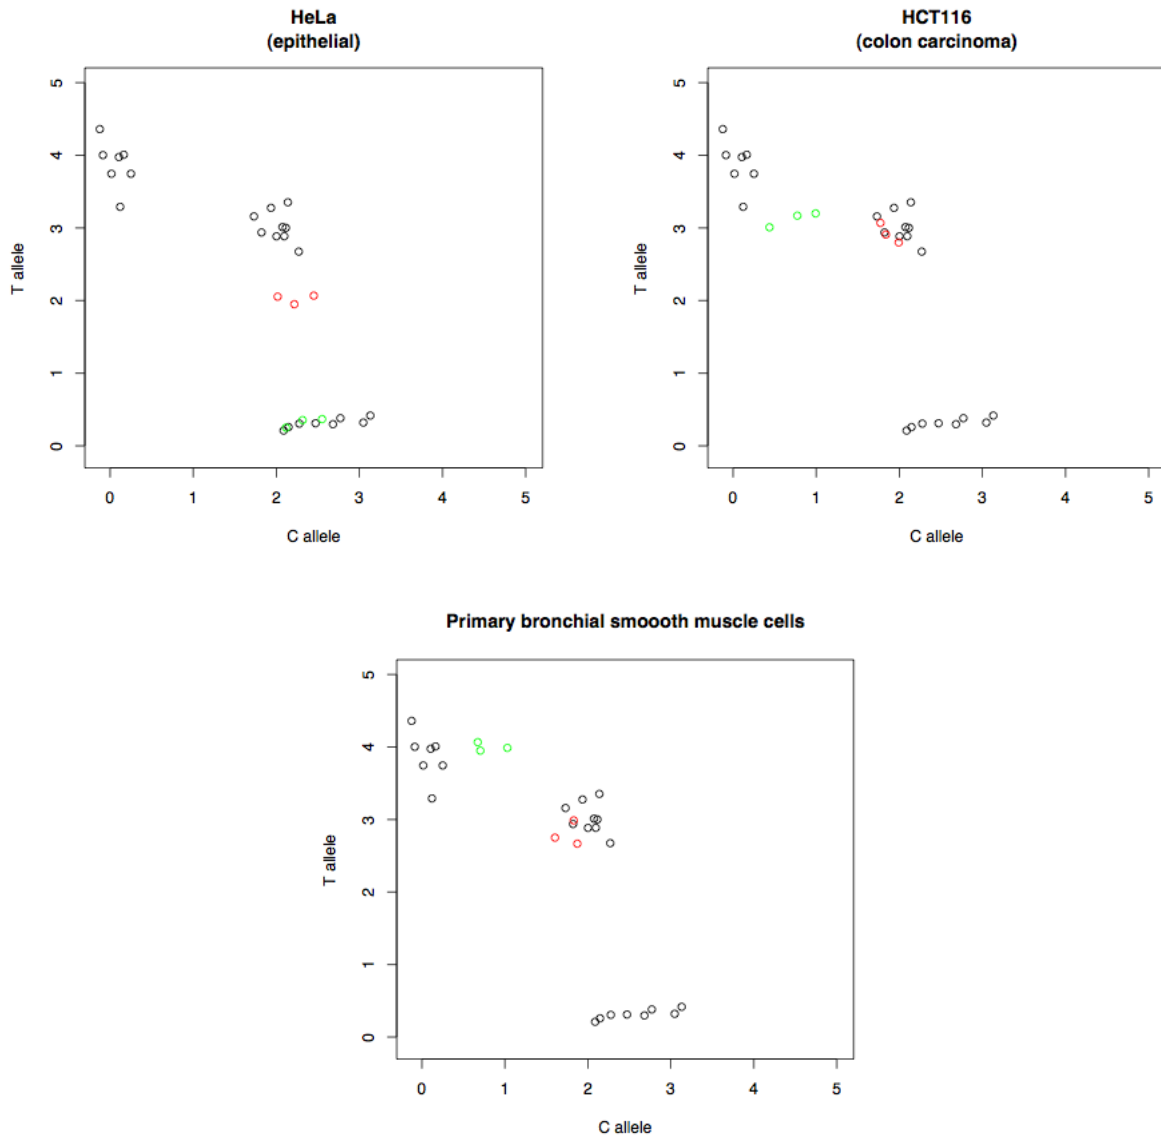 HeLa
(epithelial)
T allele
5
4
3
2
1
0
0 1 2 3 4 5
C allele
HCT116
(colon carcinoma)
T allele
5
4
3
2
1
0
0 1 2 3 4 5
C allele
Primary bronchial smoooth muscle cells
T allele
5
4
3
2
1
0
0 1 2 3 4 5
C allele